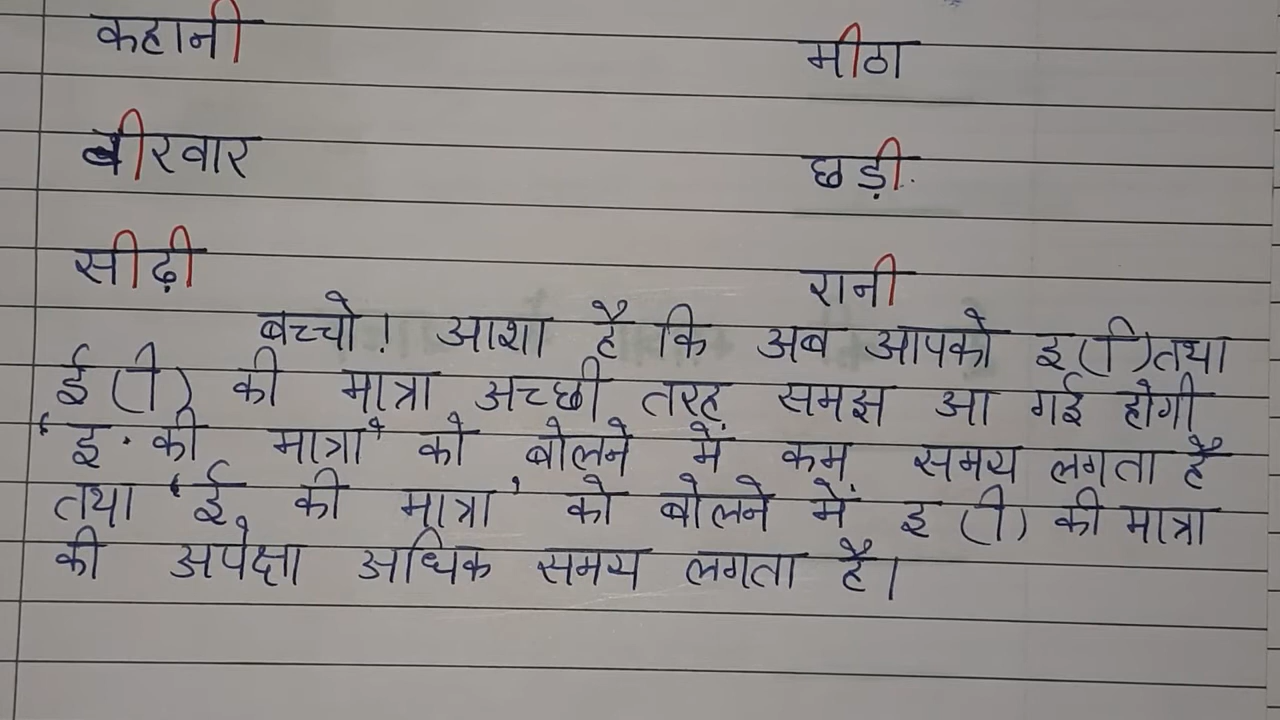 कहानी मीठा
बीरवार छड़ी
सीढ़ी रानी
बच्चो! आशा है कि अब आपको इ(ि) तथा
ई (ी) की मात्रा अच्छी तरह समझ आ गई होगी
'इ की मात्रा' को बोलने मे कम समय लगता है
तथा 'ई की मात्रा' को बोलने में इ (ी) की मात्रा
की अपेक्षा अधिक समय लगता है।